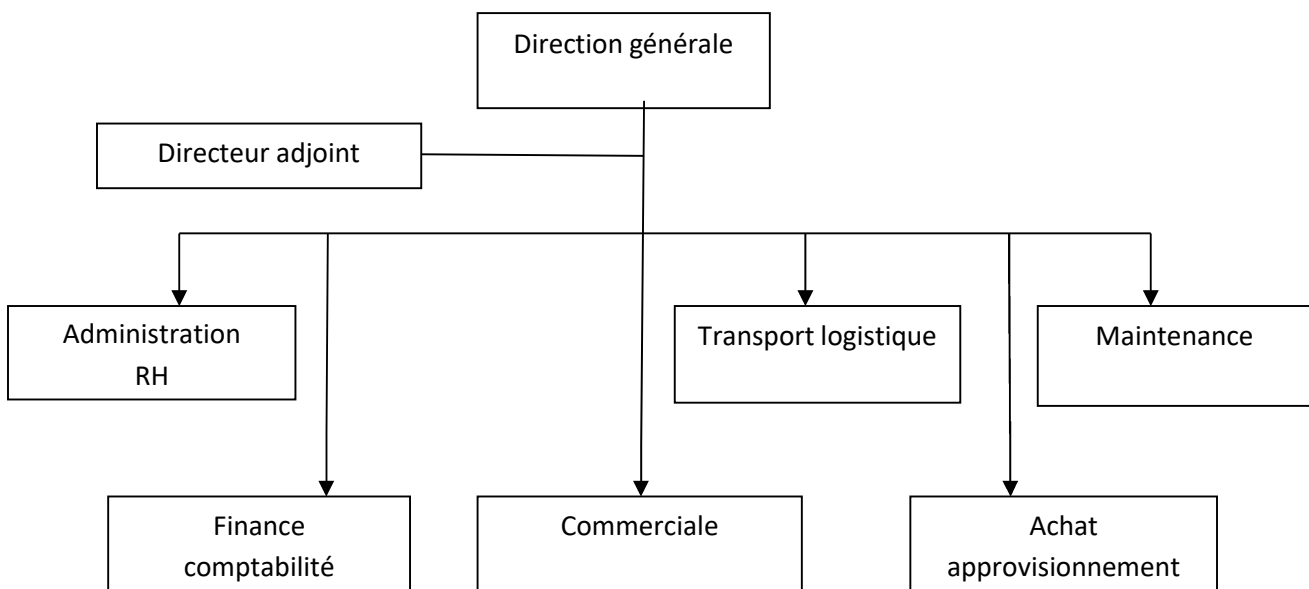 Direction générale
Directeur adjoint
Administration
RH
Transport logistique
Maintenance
Finance
comptabilité
Commerciale
Achat
approvisionnement